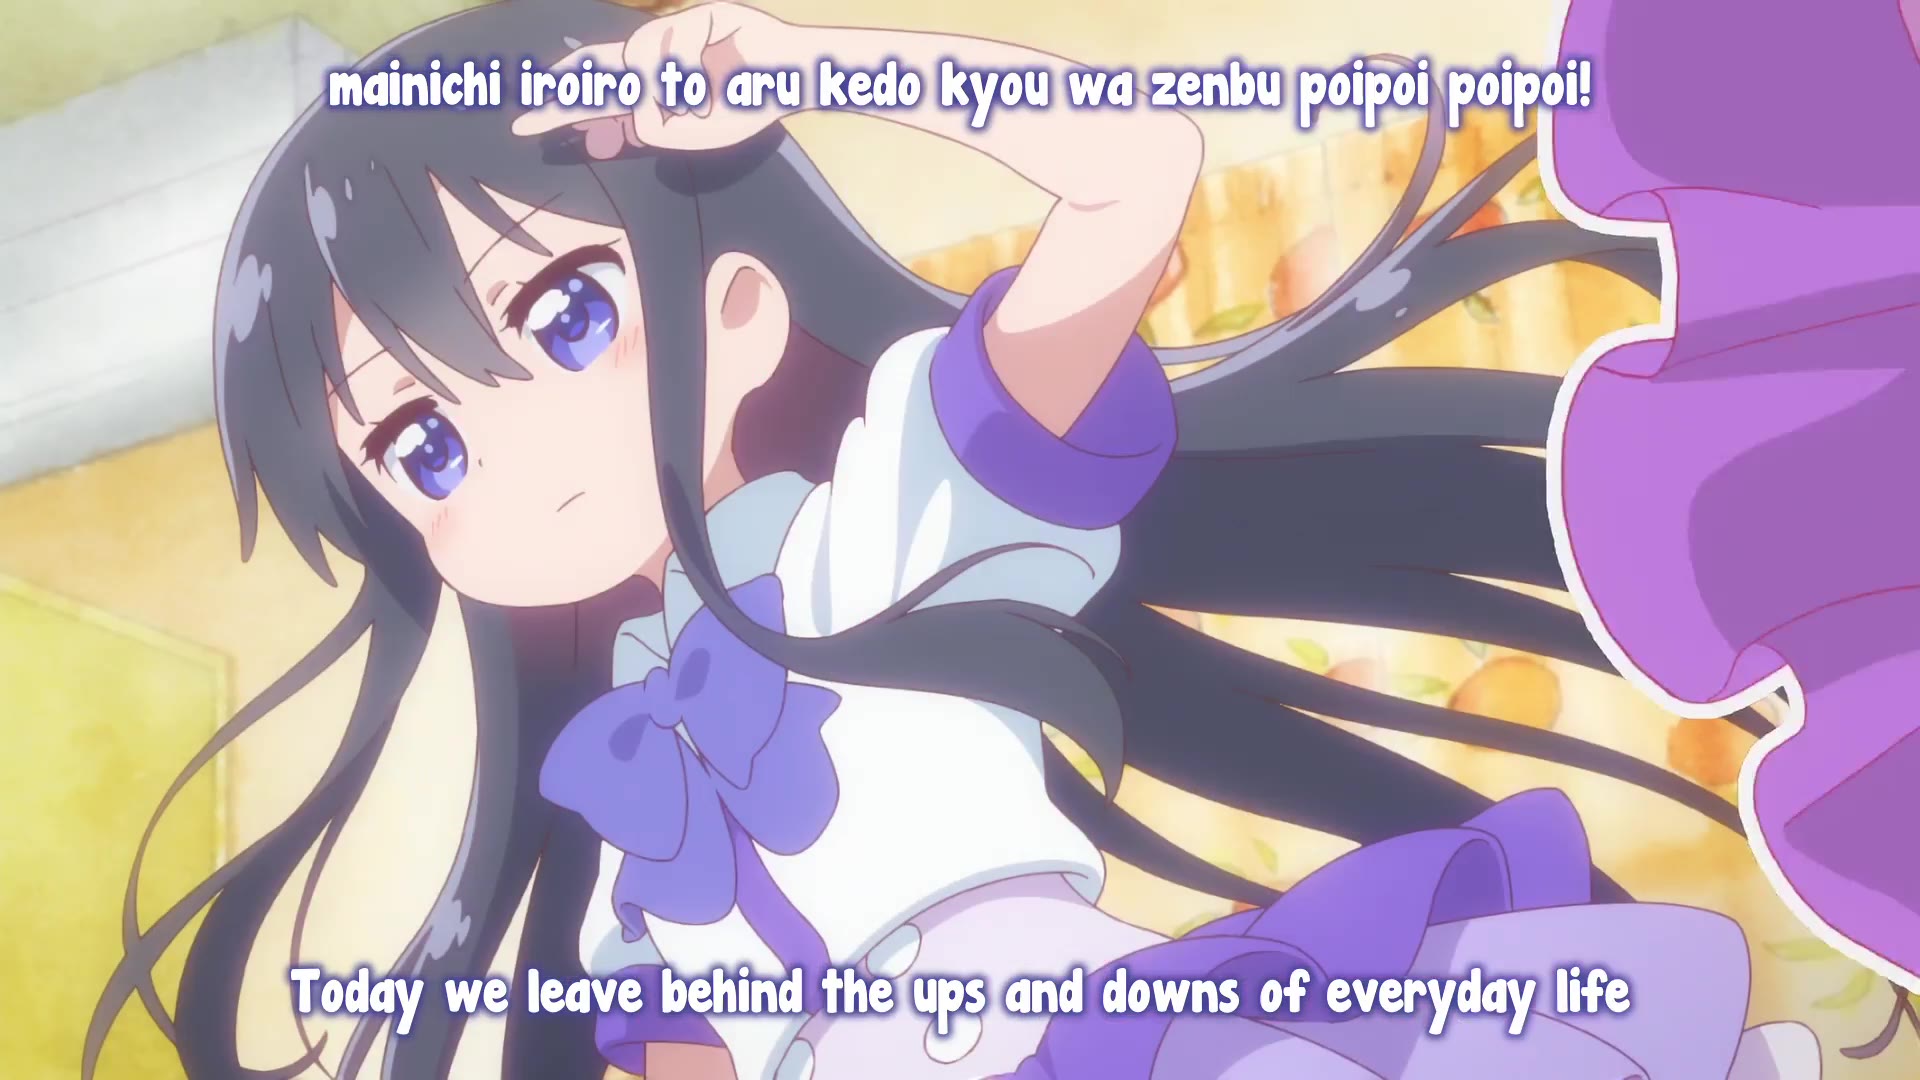 mainichi iroiro to aru kedo kyou wa zenbu poipoi poipoi!
Today we leave behind the ups and downs of everyday life